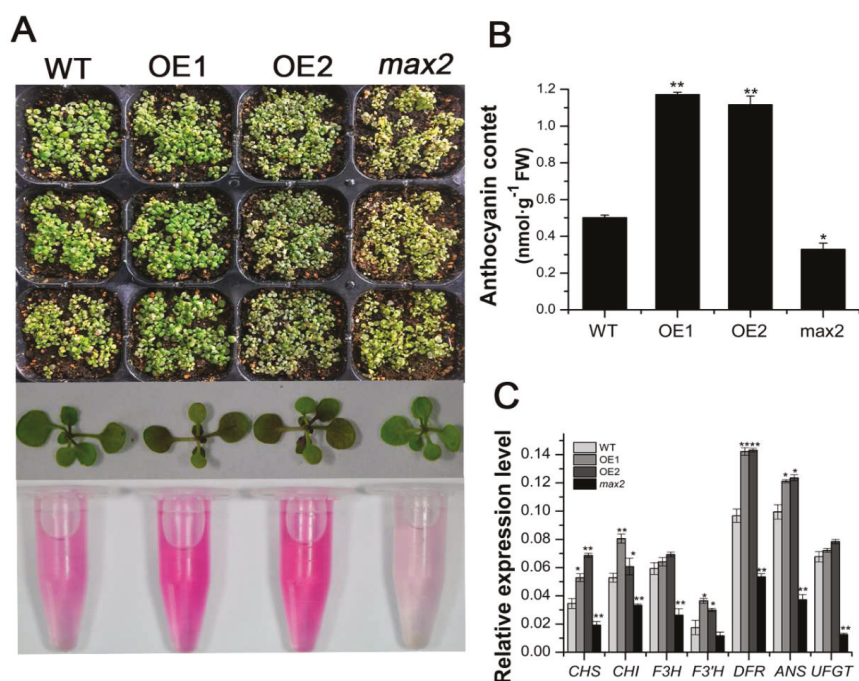 A
WT OE1 OE2 max2
B
Anthocyanin contet
(nmol·g⁻¹ FW)
1.2
1.0
0.8
0.6
0.4
0.2
0.0
** ** *
WT OE1 OE2 max2
C
Relative expression level
0.14
0.12
0.10
0.08
0.06
0.04
0.02
0.00
WT
OE1
OE2
max2
* ** **
** * **
**
* *
**** **
* * **
**
CHS CHI F3H F3'H DFR ANS UFGT